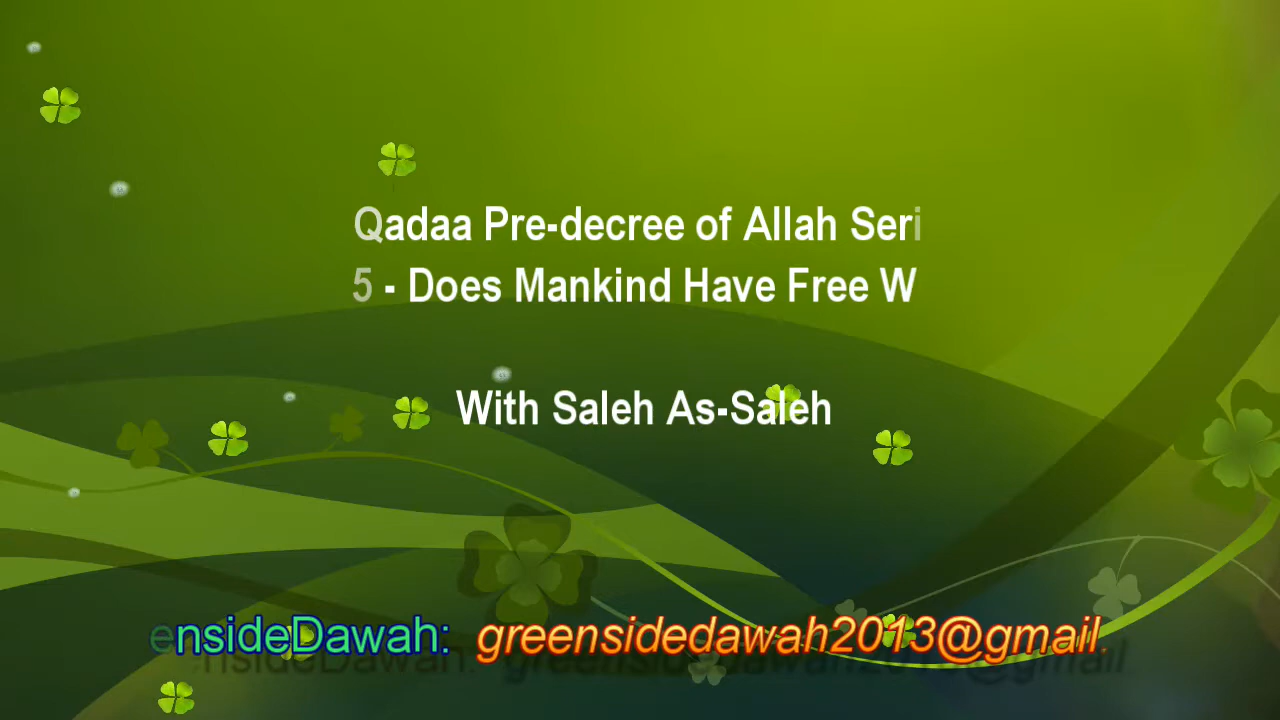 Qadaa Pre-decree of Allah Seri
5 - Does Mankind Have Free W
With Saleh As-Saleh
ensideDawah: greensidedawah2013@gmail.